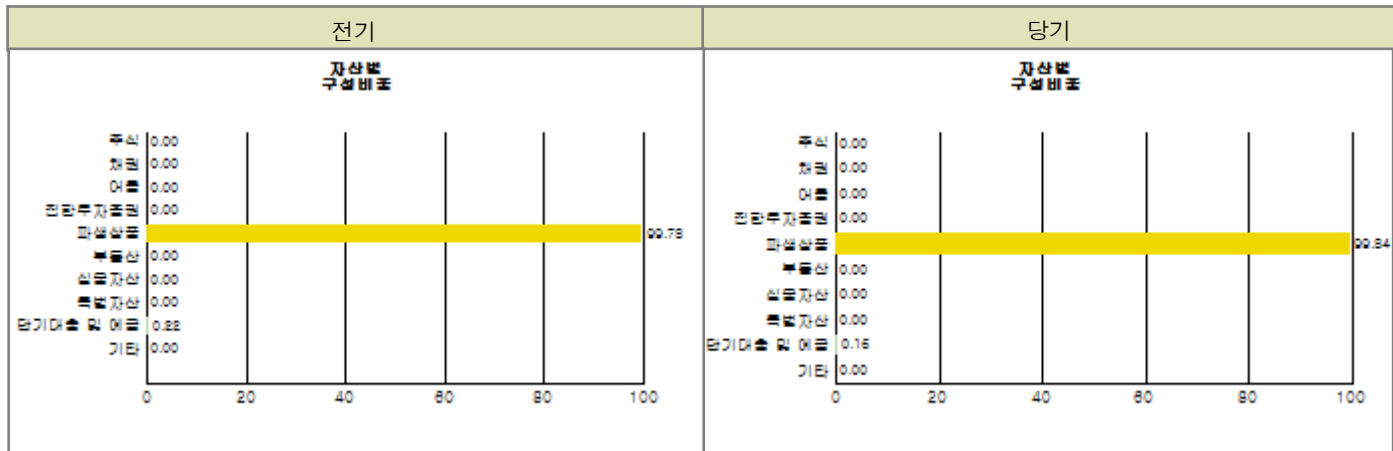 전기
당기
자산별
구성비중
주식 0.00
채권 0.00
어음 0.00
집합투자증권 0.00
파생상품 99.78
부동산 0.00
실물자산 0.00
특별자산 0.00
단기대출 및 예금 0.22
기타 0.00
0 20 40 60 80 100
자산별
구성비중
주식 0.00
채권 0.00
어음 0.00
집합투자증권 0.00
파생상품 99.84
부동산 0.00
실물자산 0.00
특별자산 0.00
단기대출 및 예금 0.16
기타 0.00
0 20 40 60 80 100